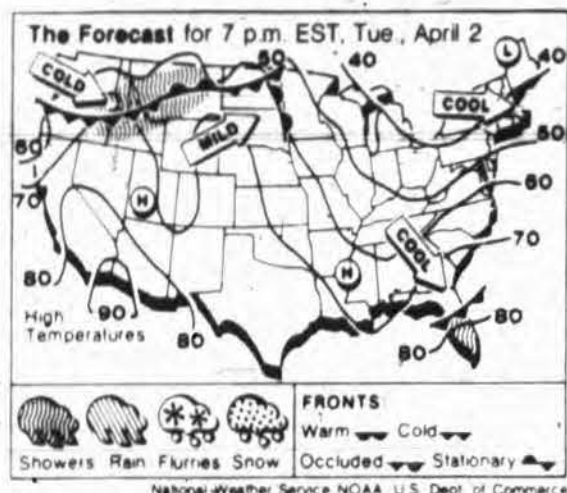 The Forecast for 7 p.m. EST, Tue., April 2
COLD
50
40
L
40
COOL
MILD
60
50
70
60
H
COOL
70
H
80
90
80
80
80
High
Temperatures
Showers Rain Flurries Snow
FRONTS:
Warm Cold
Occluded Stationary
National Weather Service NOAA U.S. Dept. of Commerce